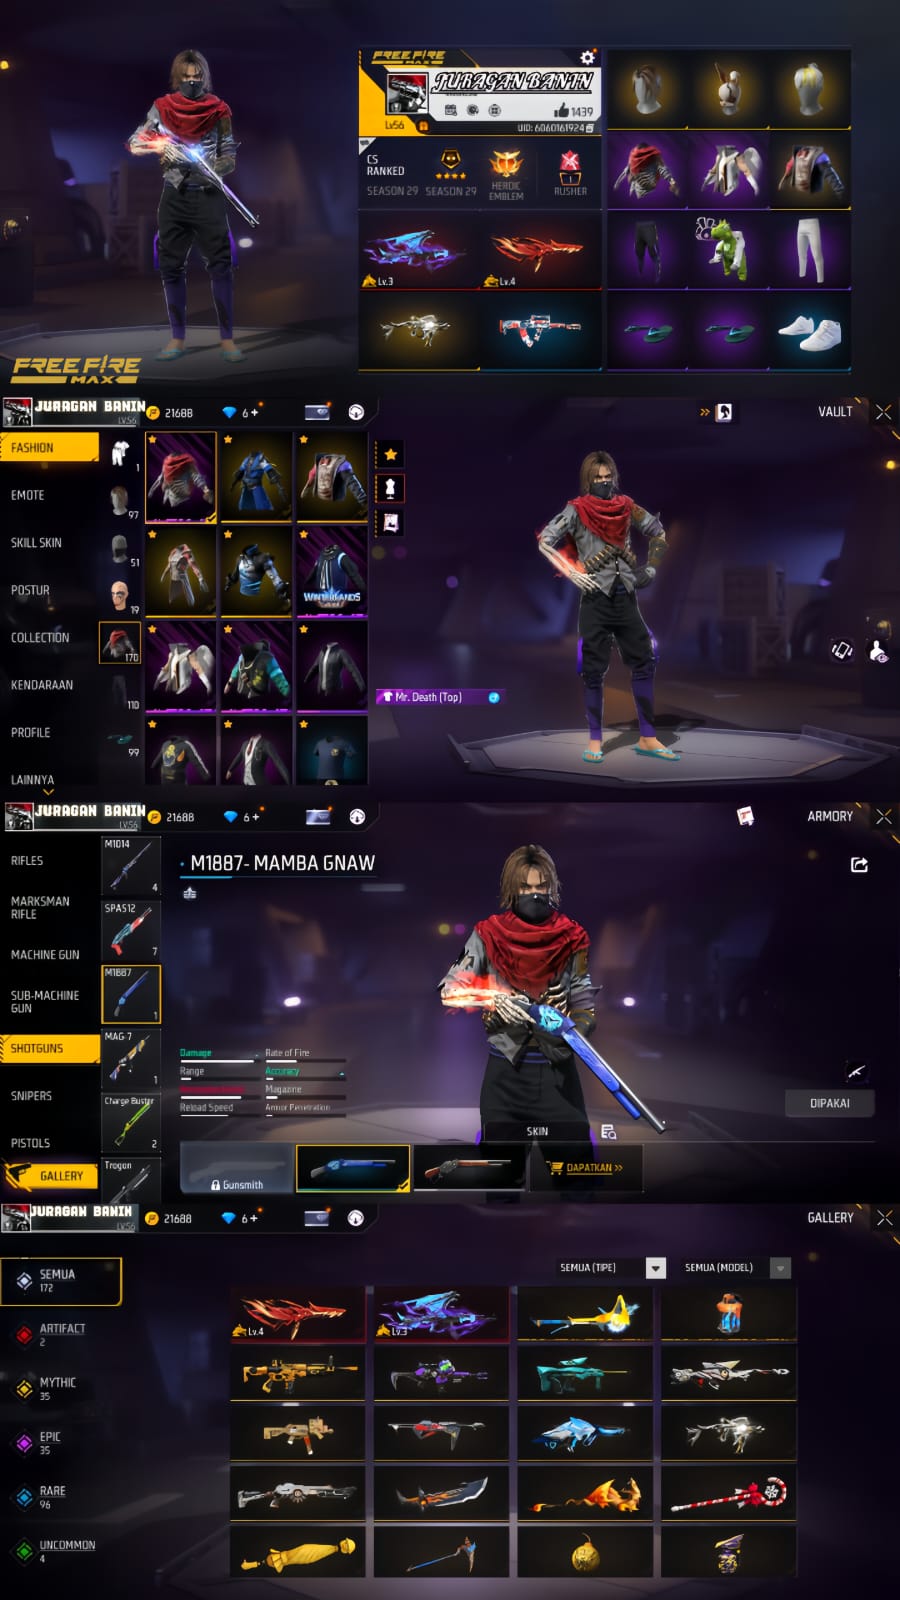 FREE FIRE
MAX
JURAGAN BANIN
1439
Lv56
UID: 6060161924
CS
RANKED
SEASON 29
SEASON 29
HEROIC
EMBLEM
RUSHER
Lv.3
Lv.4
FREE FIRE
MAX
JURAGAN BANIN
LV.56
21688
6 +
VAULT
FASHION
1
EMOTE
97
SKILL SKIN
51
POSTUR
19
COLLECTION
170
KENDARAAN
110
PROFILE
99
LAINNYA
WINTERLANDS
Mr. Death (Top)
JURAGAN BANIN
LV.56
21688
6 +
ARMORY
RIFLES
MARKSMAN
RIFLE
MACHINE GUN
SUB-MACHINE
GUN
SHOTGUNS
SNIPERS
PISTOLS
GALLERY
M1014
4
SPAS12
7
M1887
1
MAG-7
1
Charge Buster
2
Trogon
M1887- MAMBA GNAW
Damage
Rate of Fire
Range
Accuracy
Magazine
Reload Speed
Armor Penetration
DIPAKAI
SKIN
Gunsmith
DAPATKAN >>
JURAGAN BANIN
LV.56
21688
6 +
GALLERY
SEMUA
172
SEMUA (TIPE)
SEMUA (MODEL)
ARTIFACT
2
MYTHIC
35
EPIC
35
RARE
96
UNCOMMON
4
Lv.4
Lv.3